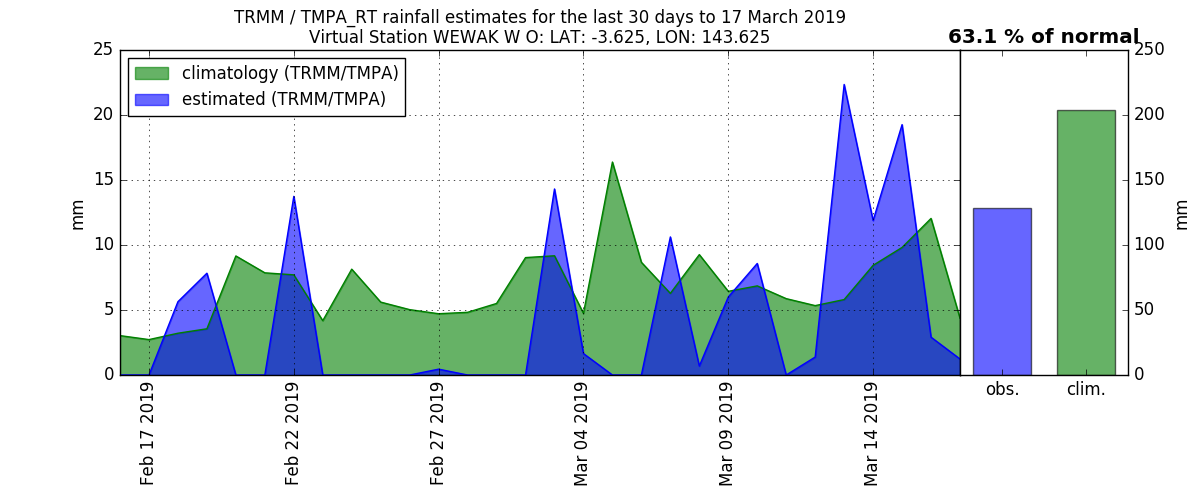 TRMM / TMPA_RT rainfall estimates for the last 30 days to 17 March 2019
Virtual Station WEWAK W O: LAT: -3.625, LON: 143.625
63.1 % of normal
climatology (TRMM/TMPA)
estimated (TRMM/TMPA)
25
20
15
10
5
0
mm
Feb 17 2019
Feb 22 2019
Feb 27 2019
Mar 04 2019
Mar 09 2019
Mar 14 2019
250
200
150
100
50
0
mm
obs.
clim.